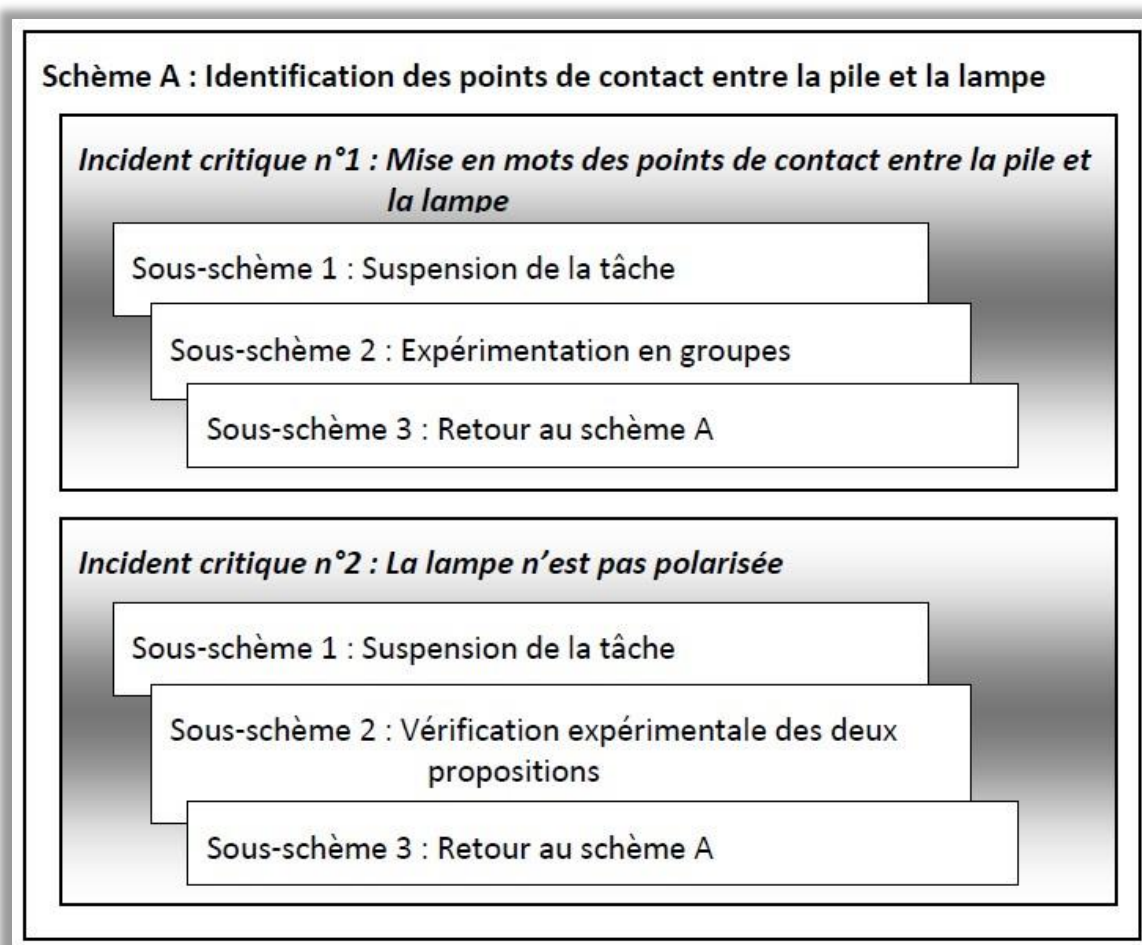 Schème A : Identification des points de contact entre la pile et la lampe
Incident critique n°1 : Mise en mots des points de contact entre la pile et
la lampe
Sous-schème 1 : Suspension de la tâche
Sous-schème 2 : Expérimentation en groupes
Sous-schème 3 : Retour au schème A
Incident critique n°2 : La lampe n'est pas polarisée
Sous-schème 1 : Suspension de la tâche
Sous-schème 2 : Vérification expérimentale des deux
propositions
Sous-schème 3 : Retour au schème A